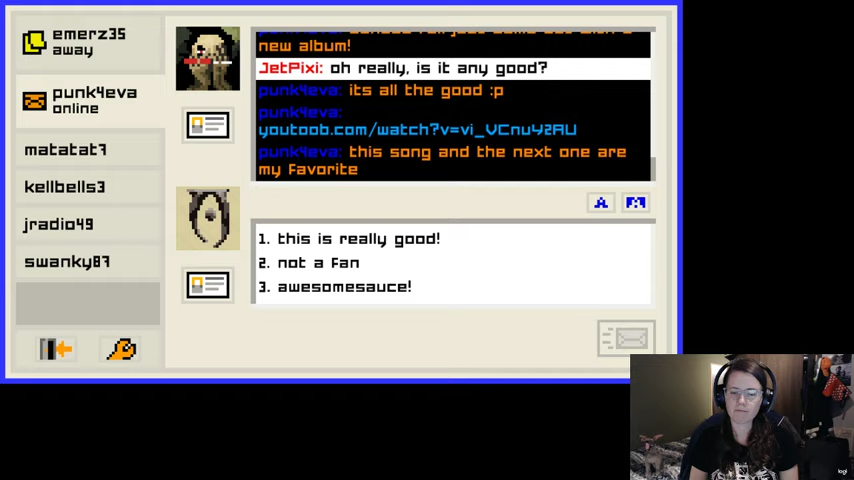 emerz35
away
punk4eva
online
matatat7
kellbells3
jradio49
swanky87
new album!
JetPixi: oh really, is it any good?
punk4eva: its all the good :p
punk4eva:
youtoob.com/watch?v=vi_VCnuY2AU
punk4eva: this song and the next one are
my favorite
A
1. this is really good!
2. not a fan
3. awesomesauce!
logi